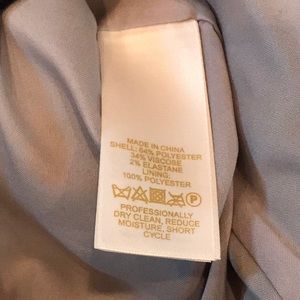 MADE IN CHINA
SHELL: 64% POLYESTER
34% VISCOSE
2% ELASTANE
LINING:
100% POLYESTER
P
PROFESSIONALLY
DRY CLEAN, REDUCE
MOISTURE, SHORT
CYCLE